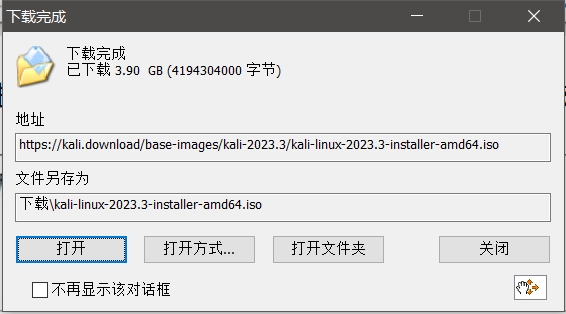 下载完成
下载完成
已下载 3.90 GB (4194304000 字节)
地址
https://kali.download/base-images/kali-2023.3/kali-linux-2023.3-installer-amd64.iso
文件另存为
下载\kali-linux-2023.3-installer-amd64.iso
打开
打开方式...
打开文件夹
关闭
不再显示该对话框